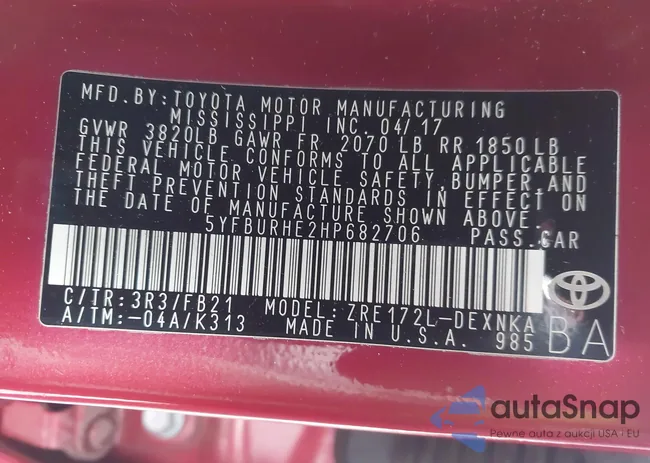 MFD. BY: TOYOTA MOTOR MANUFACTURING
MISSISSIPPI INC. 04/17
GVWR 3820LB GAWR FR 2070 LB RR 1850 LB
THIS VEHICLE CONFORMS TO ALL APPLICABLE
FEDERAL MOTOR VEHICLE SAFETY, BUMPER, AND
THEFT PREVENTION STANDARDS IN EFFECT ON
THE DATE OF MANUFACTURE SHOWN ABOVE.
5YFBURHE2HP682706 PASS. CAR
C/TR: 3R3/FB21 MODEL: ZRE172L-DEXNKA
A/TM: -04A/K313 MADE IN U.S.A. 985 BA
autaSnap
Pewne auta z aukcji USA i EU